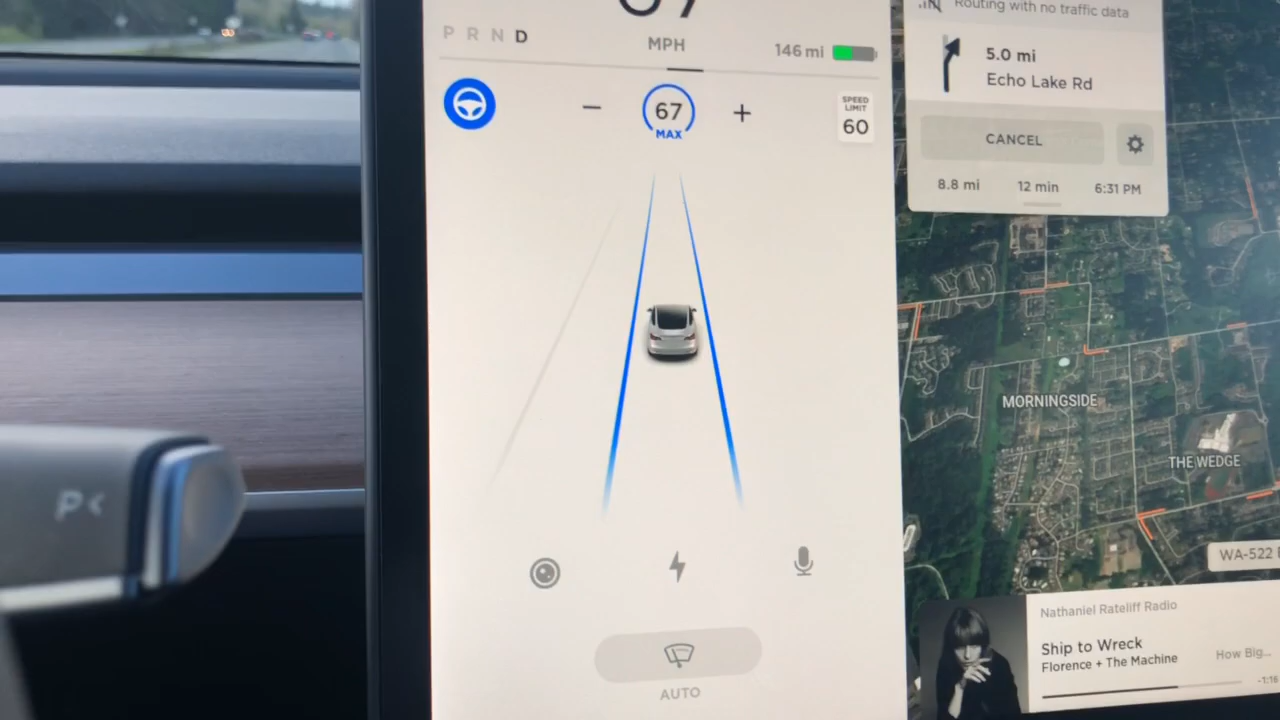 P R N D
MPH
146 mi
67
MAX
SPEED
LIMIT
60
AUTO
P<
Routing with no traffic data
5.0 mi
Echo Lake Rd
CANCEL
8.8 mi
12 min
6:31 PM
MORNINGSIDE
THE WEDGE
WA-522
Nathaniel Rateliff Radio
Ship to Wreck
Florence + The Machine
How Big...
-1:16